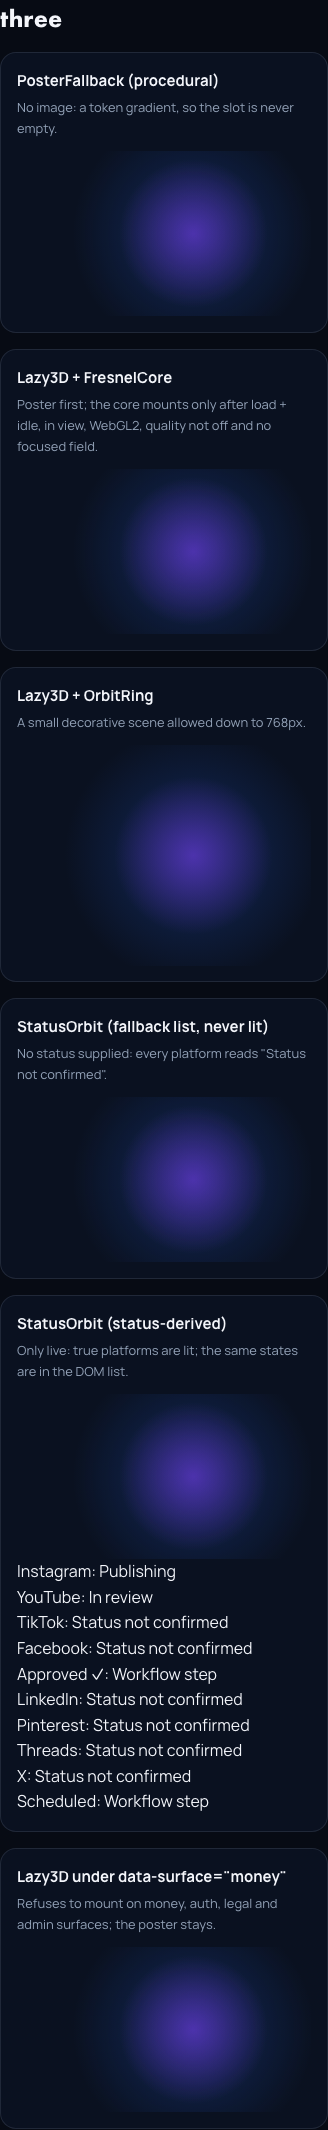 three
PosterFallback (procedural)
No image: a token gradient, so the slot is never
empty.
Lazy3D + FresnelCore
Poster first; the core mounts only after load +
idle, in view, WebGL2, quality not off and no
focused field.
Lazy3D + OrbitRing
A small decorative scene allowed down to 768px.
StatusOrbit (fallback list, never lit)
No status supplied: every platform reads "Status
not confirmed".
StatusOrbit (status-derived)
Only live: true platforms are lit; the same states
are in the DOM list.
Instagram: Publishing
YouTube: In review
TikTok: Status not confirmed
Facebook: Status not confirmed
Approved ✓: Workflow step
LinkedIn: Status not confirmed
Pinterest: Status not confirmed
Threads: Status not confirmed
X: Status not confirmed
Scheduled: Workflow step
Lazy3D under data-surface="money"
Refuses to mount on money, auth, legal and
admin surfaces; the poster stays.